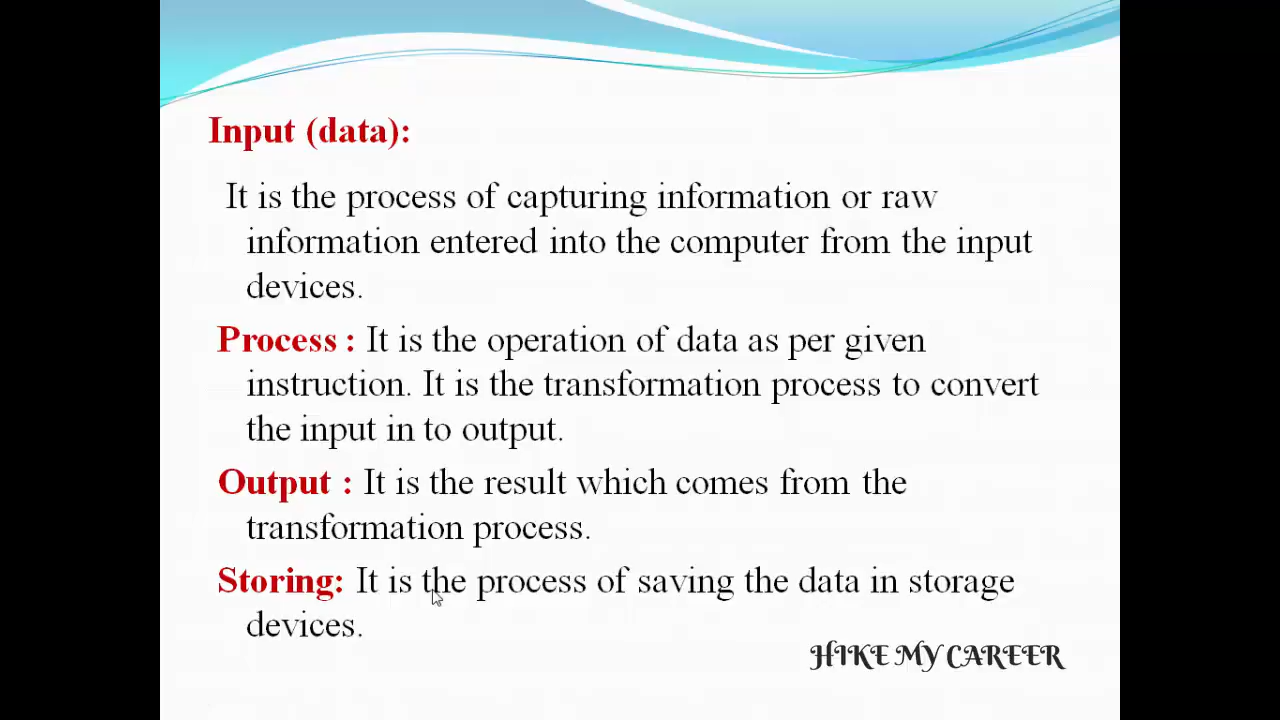 Input (data):
It is the process of capturing information or raw
information entered into the computer from the input
devices.
Process : It is the operation of data as per given
instruction. It is the transformation process to convert
the input in to output.
Output : It is the result which comes from the
transformation process.
Storing: It is the process of saving the data in storage
devices.
HIKE MY CAREER